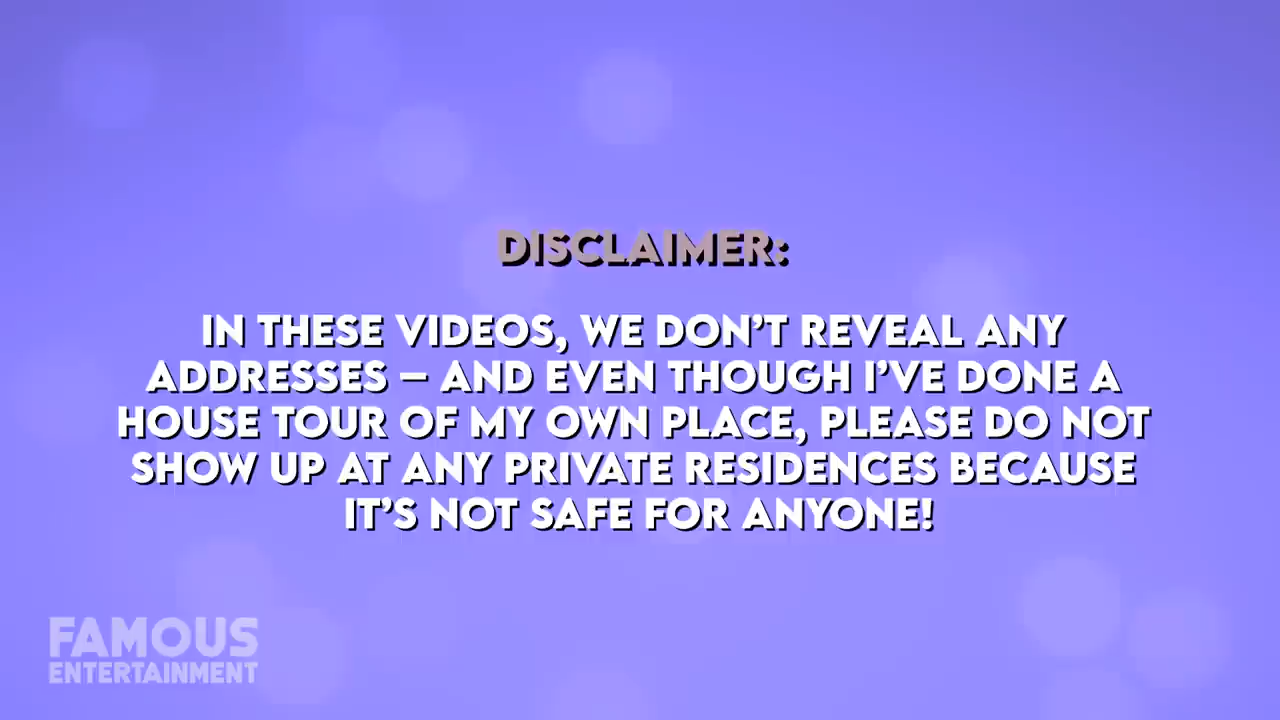 DISCLAIMER:
IN THESE VIDEOS, WE DON'T REVEAL ANY
ADDRESSES – AND EVEN THOUGH I'VE DONE A
HOUSE TOUR OF MY OWN PLACE, PLEASE DO NOT
SHOW UP AT ANY PRIVATE RESIDENCES BECAUSE
IT'S NOT SAFE FOR ANYONE!
FAMOUS
ENTERTAINMENT